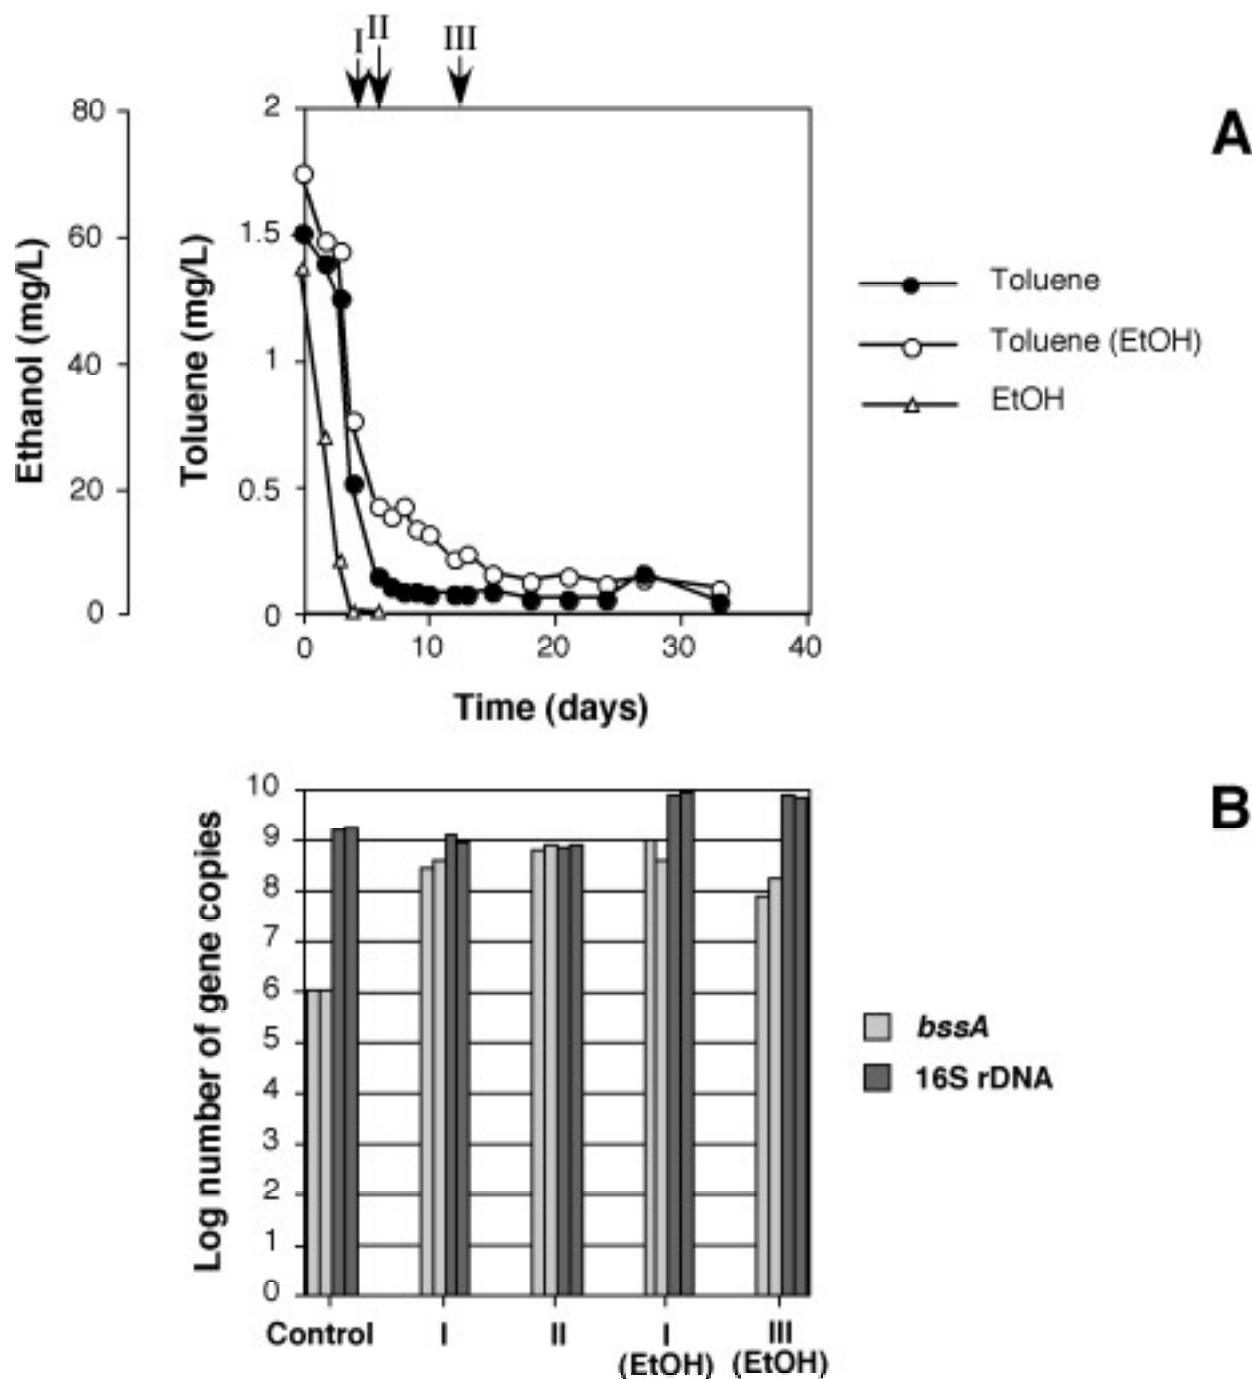 I II III
A
80
60
40
20
0
Ethanol (mg/L)
2
1.5
1
0.5
0
Toluene (mg/L)
0 10 20 30 40
Time (days)
Toluene
Toluene (EtOH)
EtOH
B
10
9
8
7
6
5
4
3
2
1
0
Log number of gene copies
Control I II I III
(EtOH) (EtOH)
bssA
16S rDNA